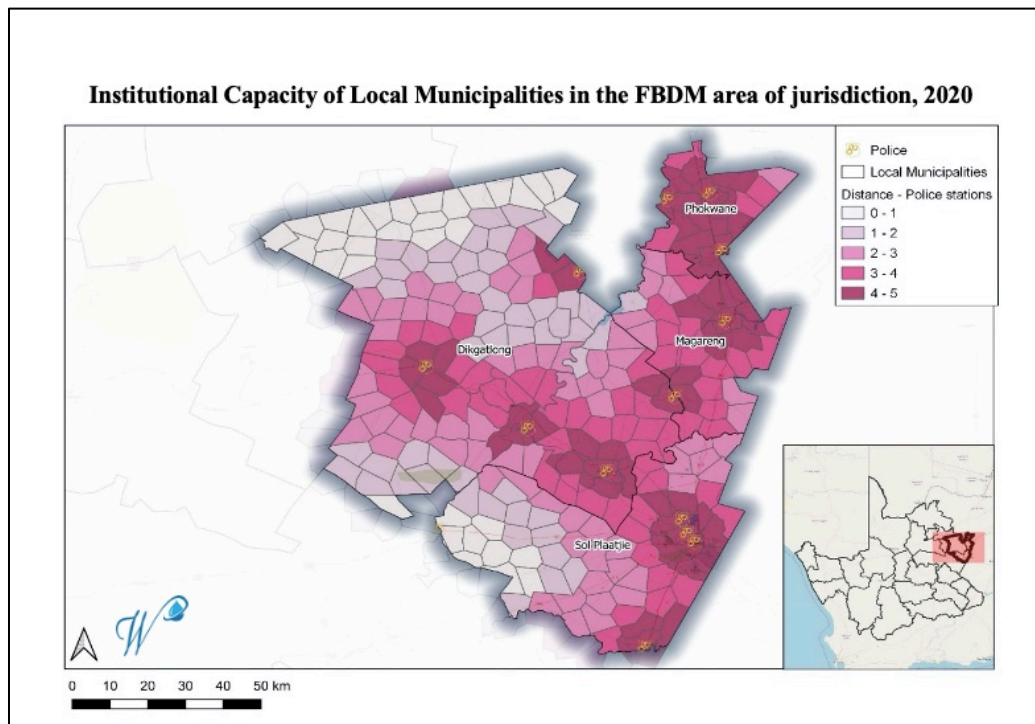 Institutional Capacity of Local Municipalities in the FBDM area of jurisdiction, 2020
Police
Local Municipalities
Distance - Police stations
0 - 1
1 - 2
2 - 3
3 - 4
4 - 5
Phokwane
Magareng
Dikgatlong
Sol Plaatjie
W
0 10 20 30 40 50 km